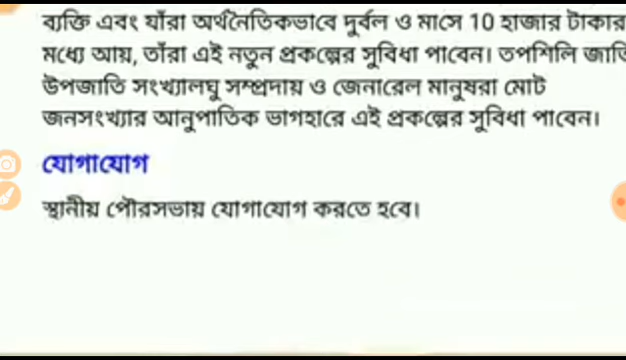 ব্যক্তি এবং যাঁরা অর্থনৈতিকভাবে দুর্বল ও মাসে 10 হাজার টাকার
মধ্যে আয়, তাঁরা এই নতুন প্রকল্পের সুবিধা পাবেন। তপশিলি জাতি
উপজাতি সংখ্যালঘু সম্প্রদায় ও জেনারেল মানুষরা মোট
জনসংখ্যার আনুপাতিক ভাগহারে এই প্রকল্পের সুবিধা পাবেন।
যোগাযোগ
স্থানীয় পৌরসভায় যোগাযোগ করতে হবে।